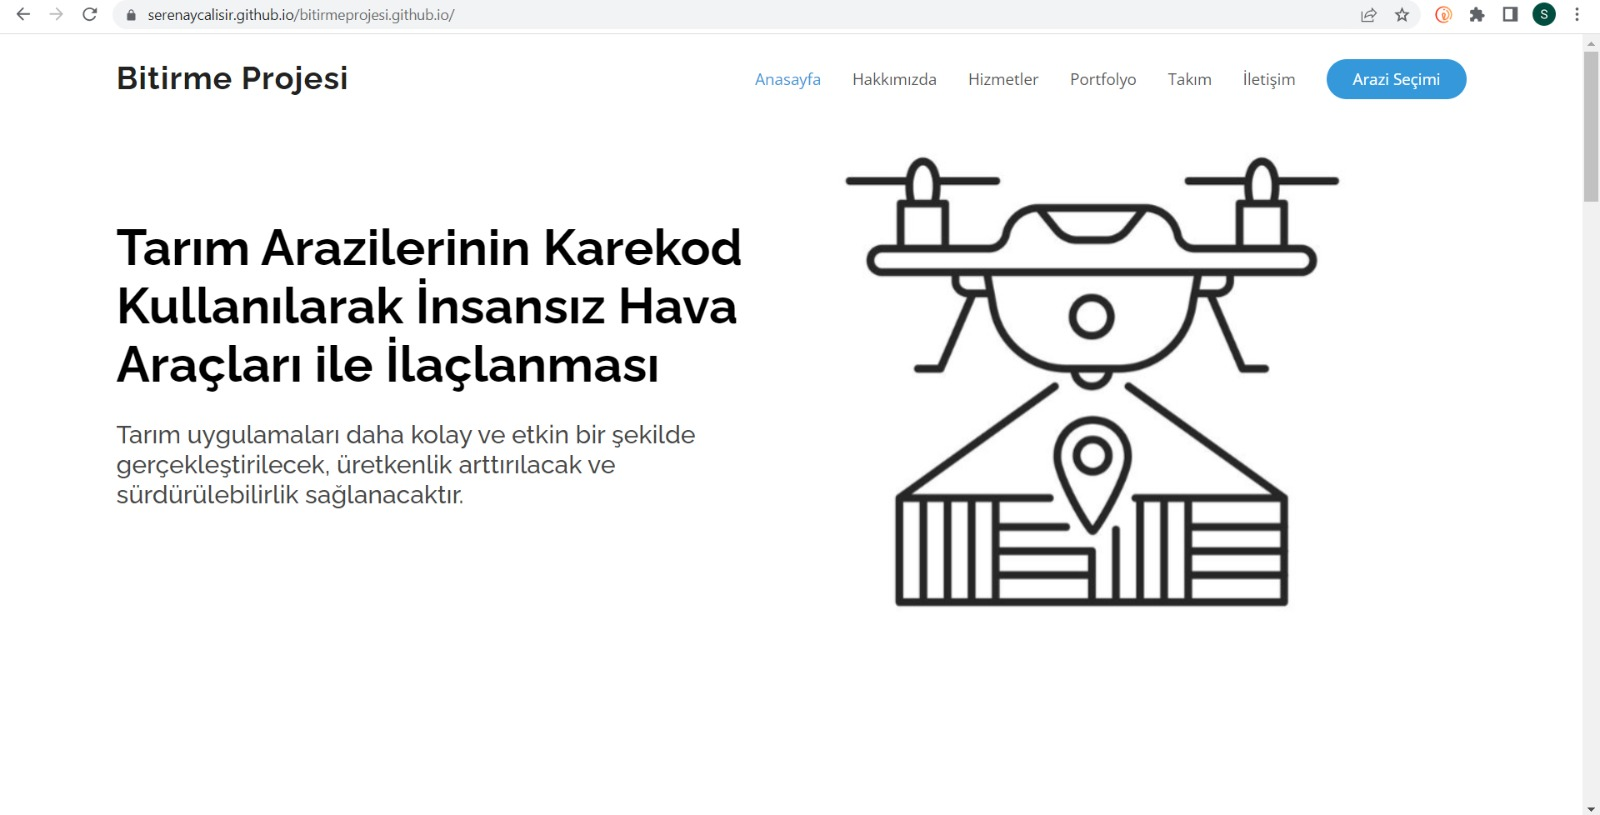 serenaycalisir.github.io/bitirmeprojesi.github.io/
S
Bitirme Projesi
Anasayfa
Hakkımızda
Hizmetler
Portfolyo
Takım
İletişim
Arazi Seçimi
Tarım Arazilerinin Karekod
Kullanılarak İnsansız Hava
Araçları ile İlaçlanması
Tarım uygulamaları daha kolay ve etkin bir şekilde
gerçekleştirilecek, üretkenlik arttırılacak ve
sürdürülebilirlik sağlanacaktır.